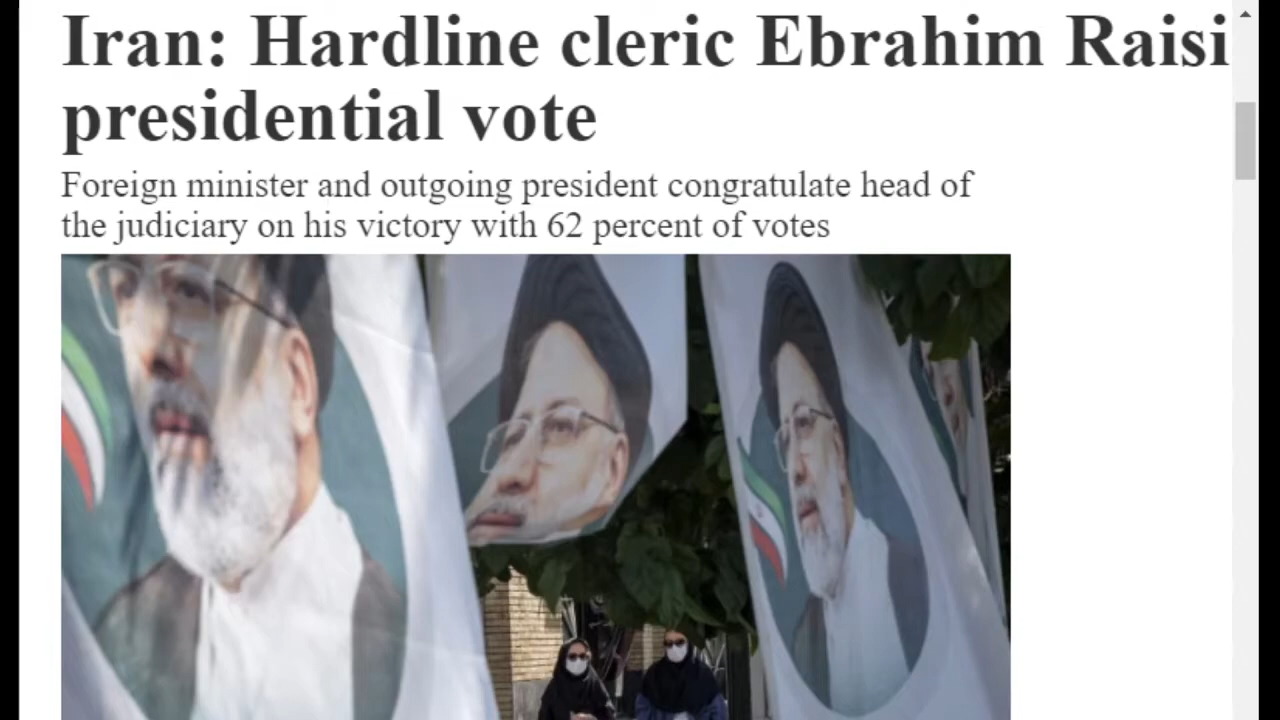 Iran: Hardline cleric Ebrahim Raisi
presidential vote
Foreign minister and outgoing president congratulate head of
the judiciary on his victory with 62 percent of votes